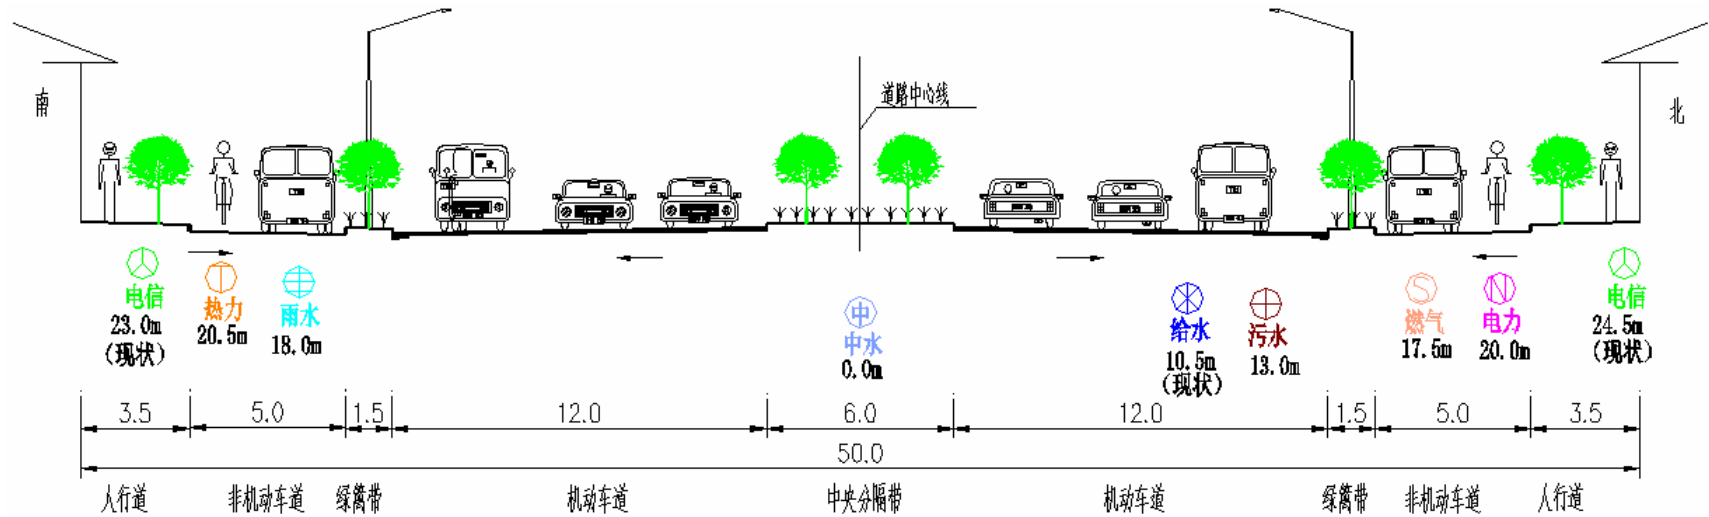 道路中心线
南
北
电信
23.0m
(现状)
热力
20.5m
雨水
18.0m
中
中水
0.0m
给水
10.5m
(现状)
污水
13.0m
S
燃气
17.5m
N
电力
20.0m
电信
24.5m
(现状)
3.5 5.0 1.5 12.0 6.0 12.0 1.5 5.0 3.5
50.0
人行道 非机动车道 绿篱带 机动车道 中央分隔带 机动车道 绿篱带 非机动车道 人行道